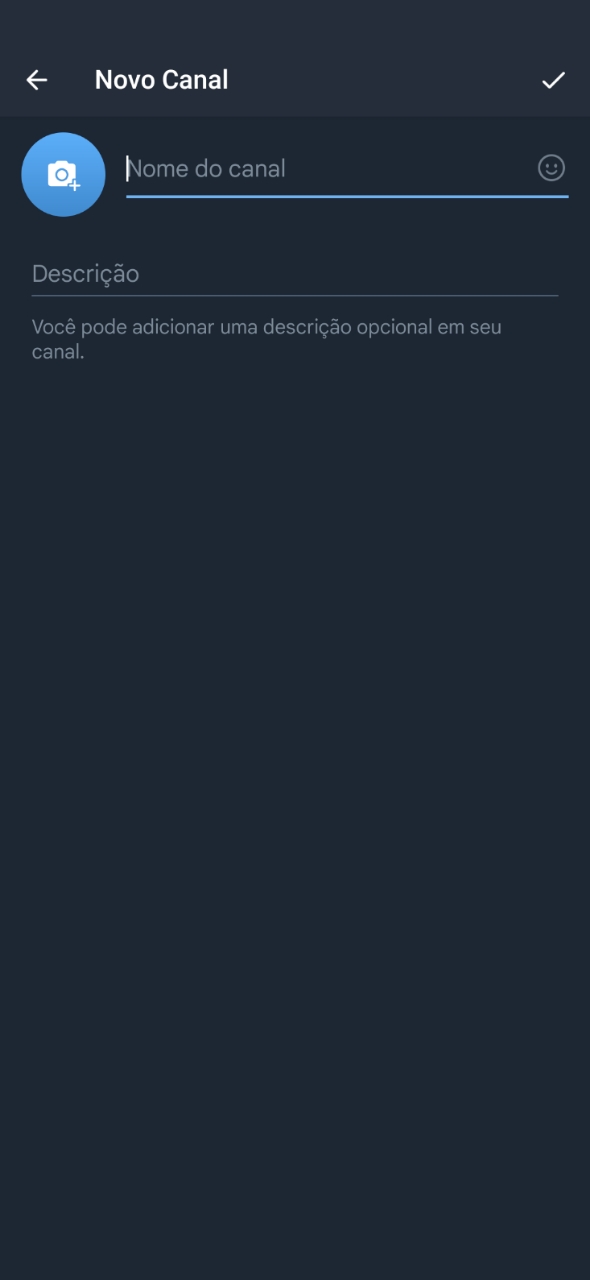 Novo Canal
Nome do canal
Descrição
Você pode adicionar uma descrição opcional em seu
canal.